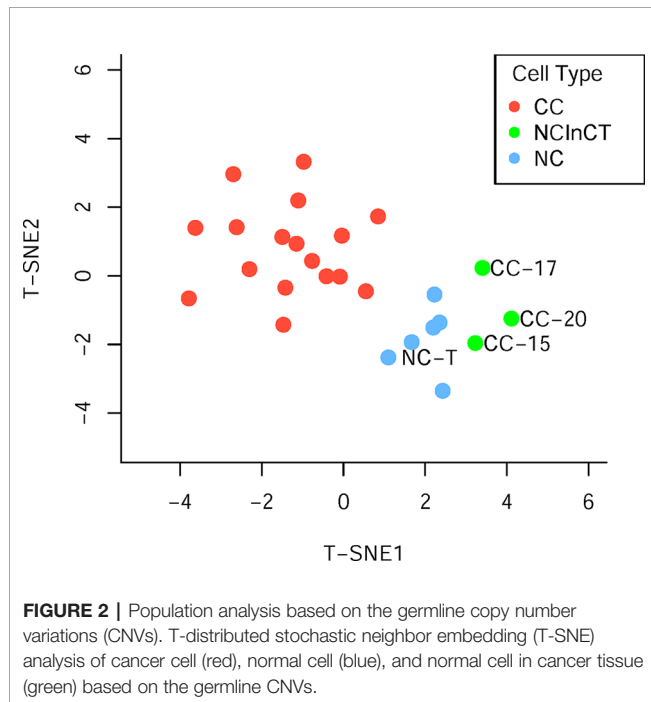 6
4
2
0
−2
−4
T−SNE2
Cell Type
CC
NCInCT
NC
CC−17
CC−20
CC−15
NC−T
−4
−2
0
2
4
6
T−SNE1
FIGURE 2 | Population analysis based on the germline copy number
variations (CNVs). T-distributed stochastic neighbor embedding (T-SNE)
analysis of cancer cell (red), normal cell (blue), and normal cell in cancer tissue
(green) based on the germline CNVs.